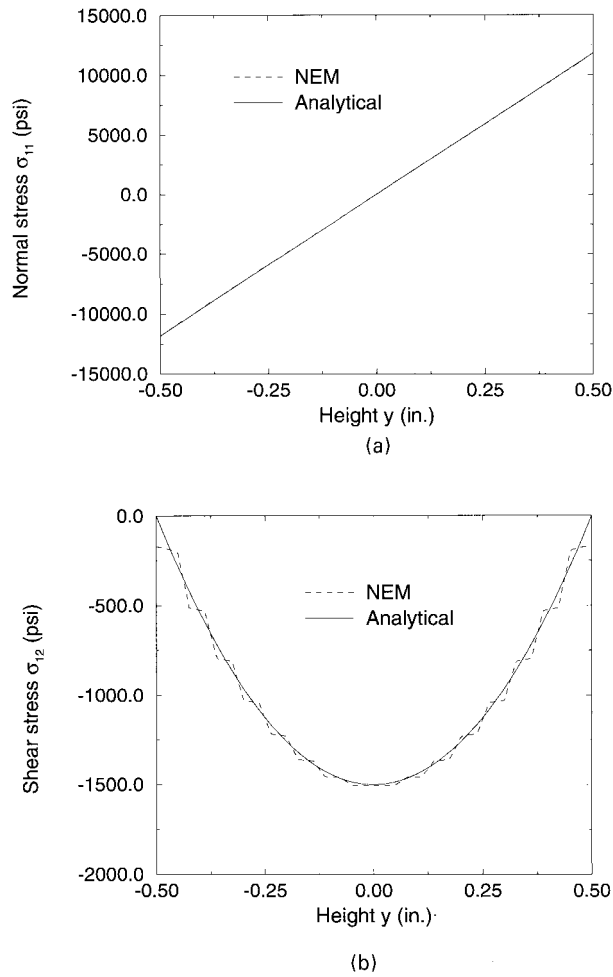 15000.0
10000.0
5000.0
0.0
-5000.0
-10000.0
-15000.0
Normal stress σ11 (psi)
NEM
Analytical
-0.50 -0.25 0.00 0.25 0.50
Height y (in.)
(a)
0.0
-500.0
-1000.0
-1500.0
-2000.0
Shear stress σ12 (psi)
NEM
Analytical
-0.50 -0.25 0.00 0.25 0.50
Height y (in.)
(b)